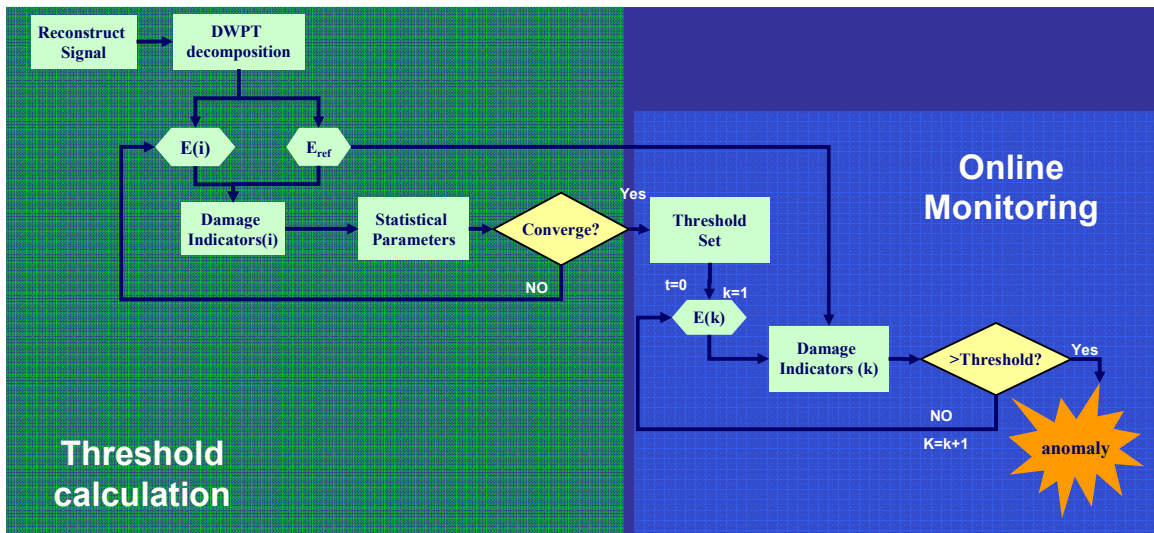 Reconstruct
Signal
DWPT
decomposition
E(i)
Eref
Damage
Indicators(i)
Statistical
Parameters
Converge?
Yes
NO
Threshold
calculation
Online
Monitoring
Threshold
Set
t=0
k=1
E(k)
Damage
Indicators (k)
>Threshold?
Yes
NO
K=k+1
anomaly